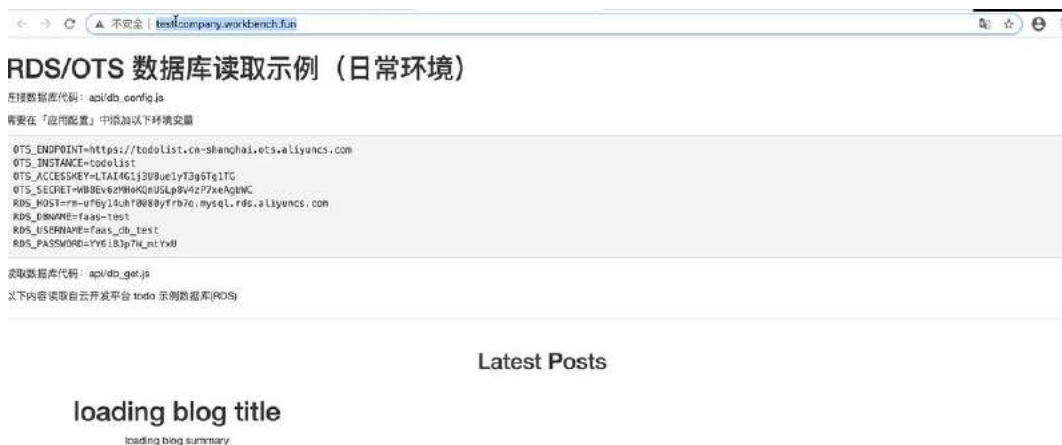 不安全 | test.company.workbench.fun
RDS/OTS 数据库读取示例（日常环境）
连接数据库代码：api/db_config.js
需要在「应用配置」中添加以下环境变量
OTS_ENDPOINT=https://todolist.cn-shanghai.ots.aliyuncs.com
OTS_INSTANCE=todolist
OTS_ACCESSKEY=
OTS_SECRET=
RDS_HOST=
RDS_DBNAME=faas-test
RDS_USERNAME=faas_db_test
RDS_PASSWORD=
读取数据库代码：api/db_get.js
以下内容读取自云开发平台 todo 示例数据库(RDS)
Latest Posts
loading blog title
loading blog summary